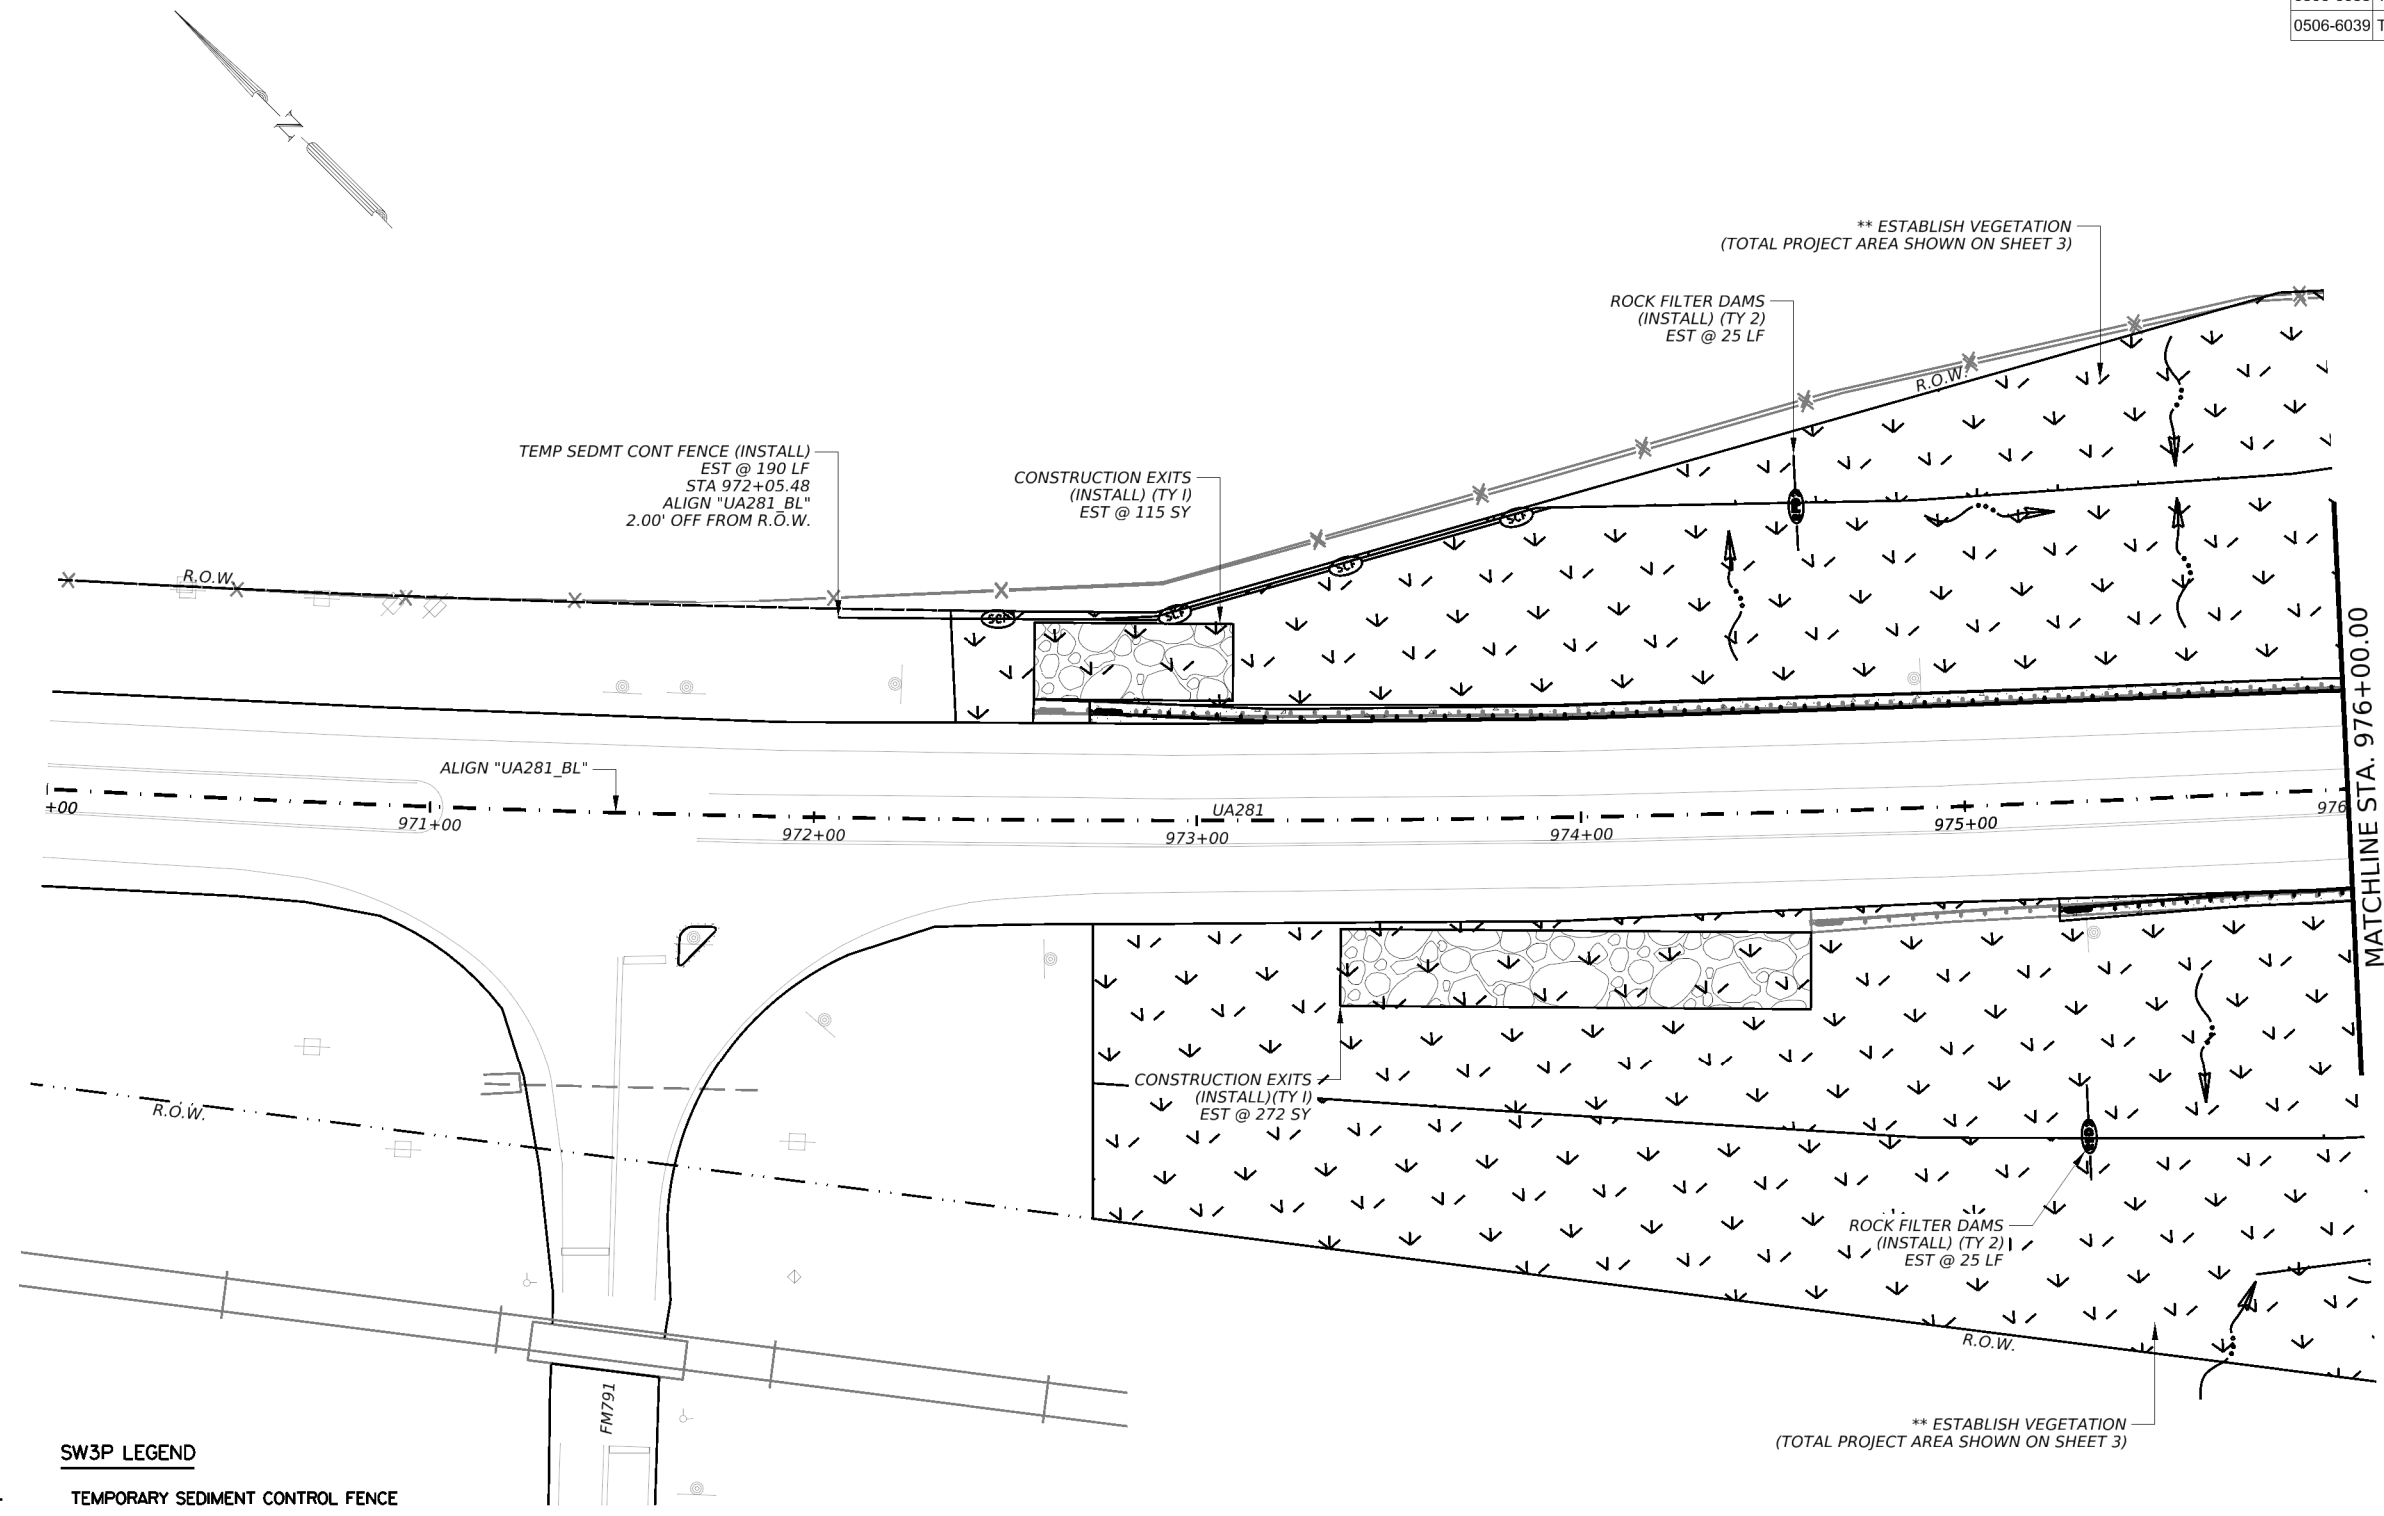 0506-6039 T
N
** ESTABLISH VEGETATION
(TOTAL PROJECT AREA SHOWN ON SHEET 3)
ROCK FILTER DAMS
(INSTALL) (TY 2)
EST @ 25 LF
R.O.W.
TEMP SEDMT CONT FENCE (INSTALL)
EST @ 190 LF
STA 972+05.48
ALIGN "UA281_BL"
2.00' OFF FROM R.O.W.
CONSTRUCTION EXITS
(INSTALL) (TY I)
EST @ 115 SY
SCF
SCF
SCF
SCF
R.O.W.
MATCHLINE STA. 976+00.00
ALIGN "UA281_BL"
UA281
+00
971+00
972+00
973+00
974+00
975+00
976
CONSTRUCTION EXITS
(INSTALL)(TY I)
EST @ 272 SY
R.O.W.
ROCK FILTER DAMS
(INSTALL) (TY 2)
EST @ 25 LF
R.O.W.
FM791
** ESTABLISH VEGETATION
(TOTAL PROJECT AREA SHOWN ON SHEET 3)
SW3P LEGEND
TEMPORARY SEDIMENT CONTROL FENCE